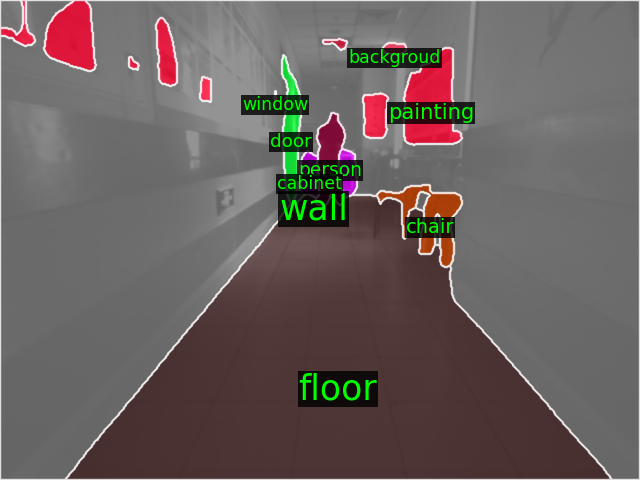 backgroud
window
painting
door
person
cabinet
wall
chair
floor